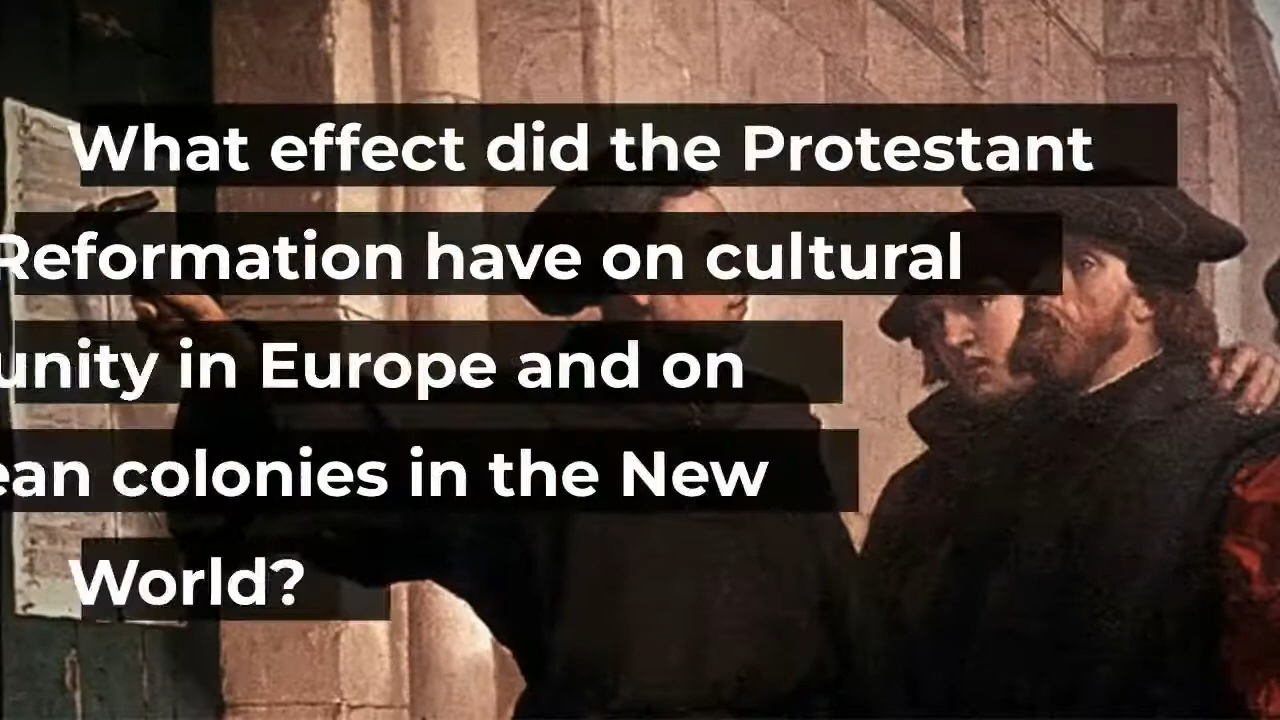 What effect did the Protestant
Reformation have on cultural
unity in Europe and on
ean colonies in the New
World?